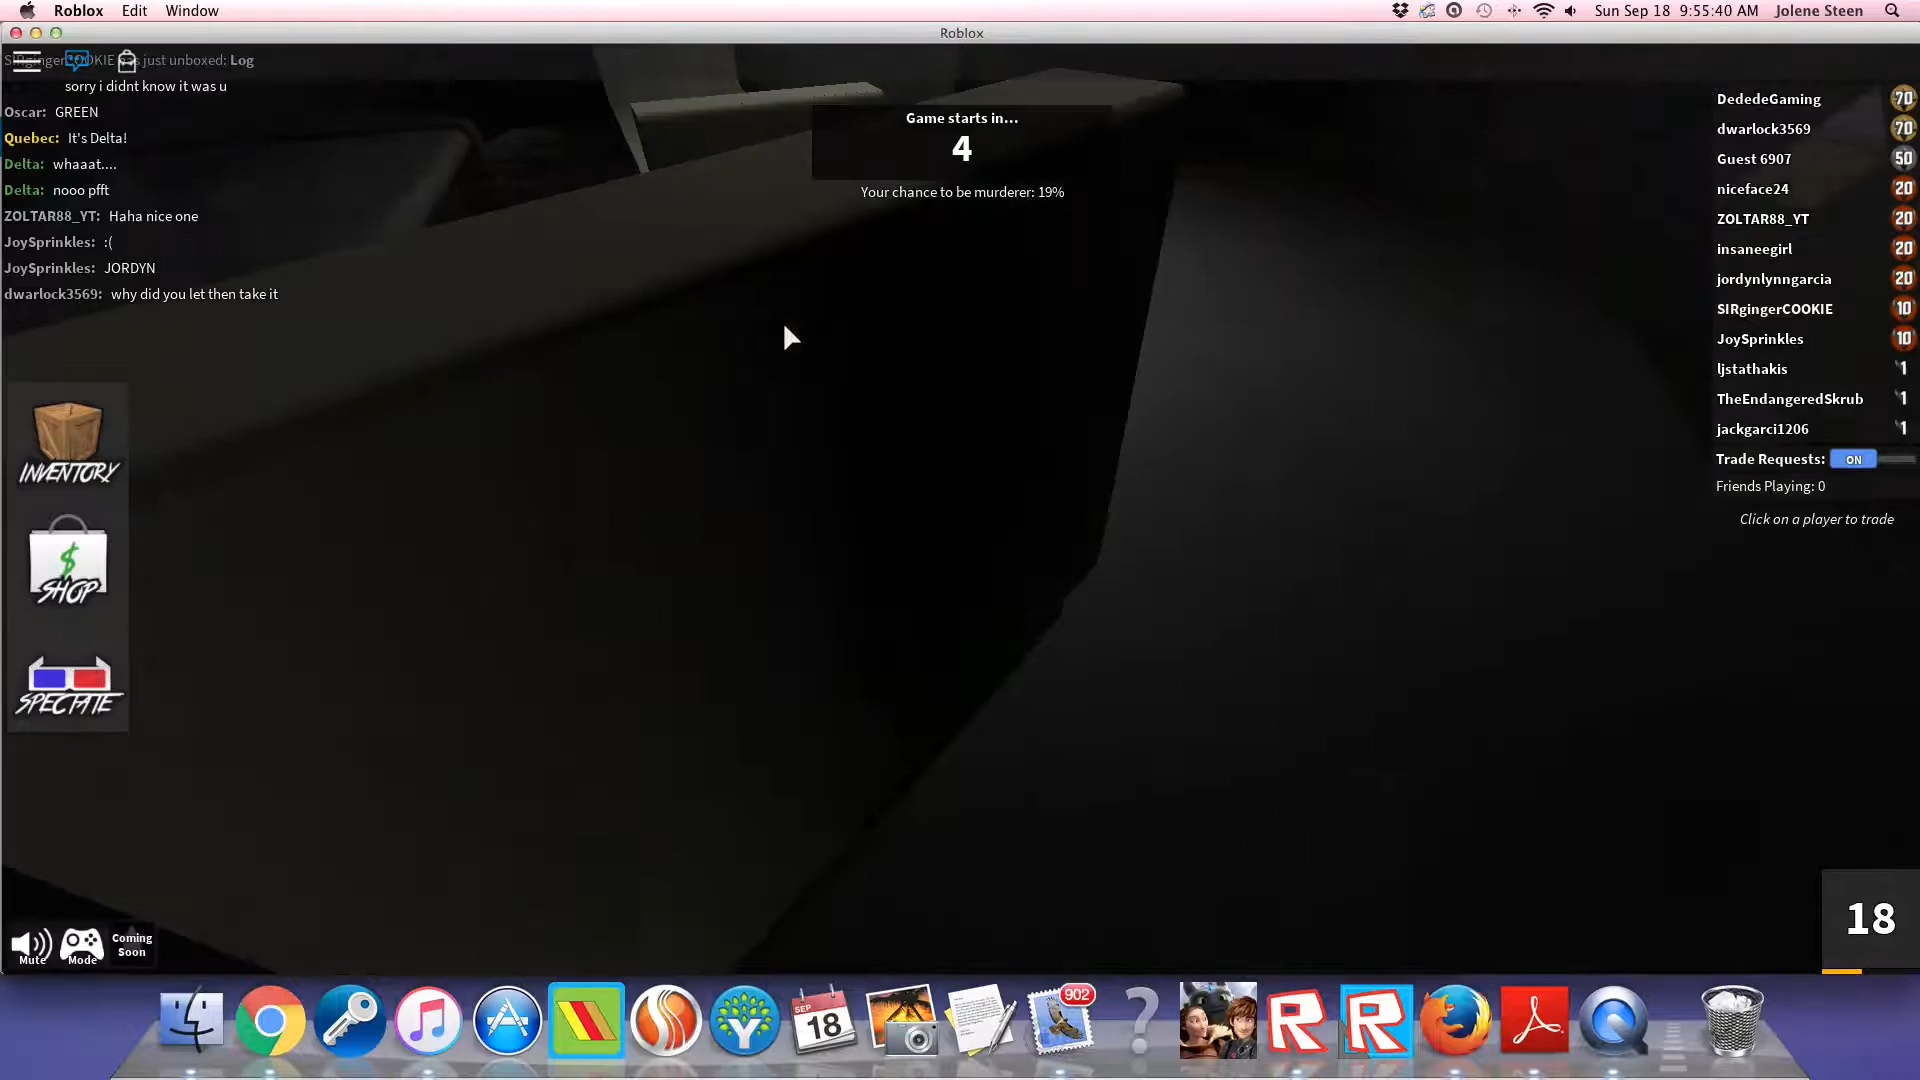 Roblox Edit Window
Sun Sep 18 9:55:40 AM Jolene Steen
Roblox
SIRgingerCOOKIE has just unboxed: Log
sorry i didnt know it was u
Oscar: GREEN
Quebec: It's Delta!
Delta: whaaat....
Delta: nooo pfft
ZOLTAR88_YT: Haha nice one
JoySprinkles: :(
JoySprinkles: JORDYN
dwarlock3569: why did you let then take it
Game starts in...
4
Your chance to be murderer: 19%
DededeGaming 70
dwarlock3569 70
Guest 6907 50
niceface24 20
ZOLTAR88_YT 20
insaneegirl 20
jordynlynngarcia 20
SIRgingerCOOKIE 10
JoySprinkles 10
ljstathakis 1
TheEndangeredSkrub 1
jackgarci1206 1
Trade Requests: ON
Friends Playing: 0
Click on a player to trade
INVENTORY
$
SHOP
SPECTATE
Mute
Mode
Coming
Soon
18
SEP
18
902
?